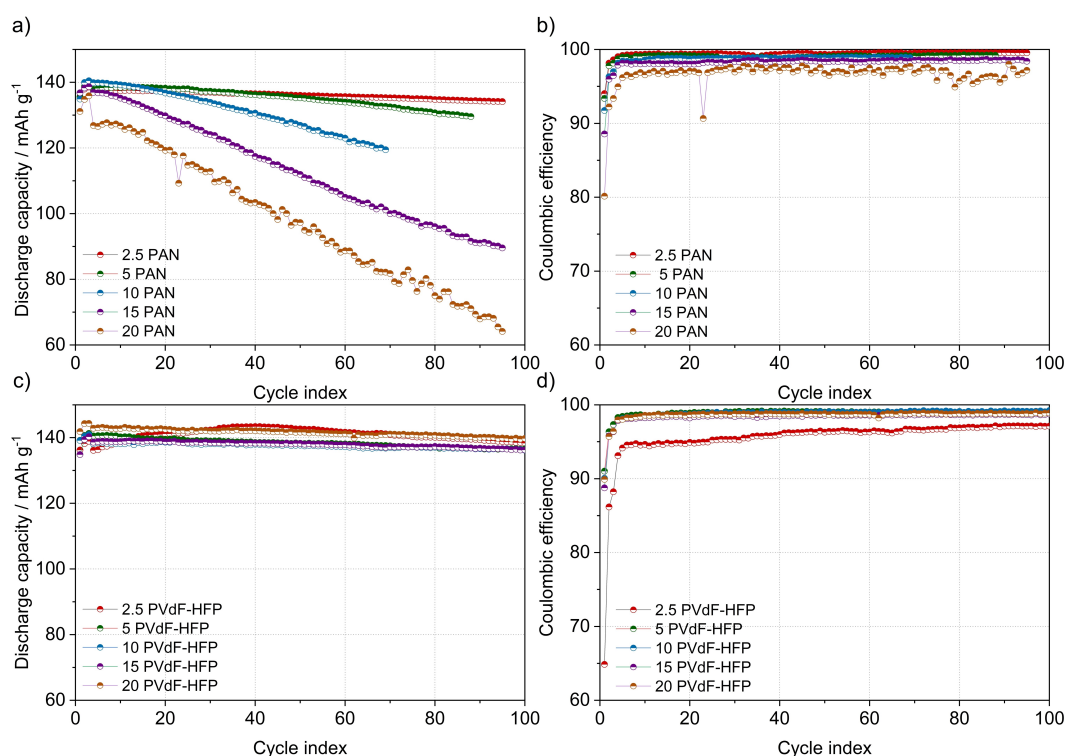 a)
Discharge capacity / mAh g⁻¹
140
120
100
80
60
2.5 PAN
5 PAN
10 PAN
15 PAN
20 PAN
0 20 40 60 80 100
Cycle index
b)
Coulombic efficiency
100
90
80
70
60
2.5 PAN
5 PAN
10 PAN
15 PAN
20 PAN
0 20 40 60 80 100
Cycle index
c)
Discharge capacity / mAh g⁻¹
140
120
100
80
60
2.5 PVdF-HFP
5 PVdF-HFP
10 PVdF-HFP
15 PVdF-HFP
20 PVdF-HFP
0 20 40 60 80 100
Cycle index
d)
Coulombic efficiency
100
90
80
70
60
2.5 PVdF-HFP
5 PVdF-HFP
10 PVdF-HFP
15 PVdF-HFP
20 PVdF-HFP
0 20 40 60 80 100
Cycle index